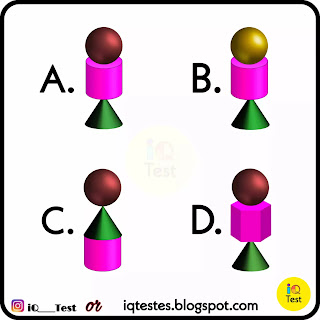 A. B.
iQ
Test
C. D.
iQ
Test
iQ___Test or iqtestes.blogspot.com